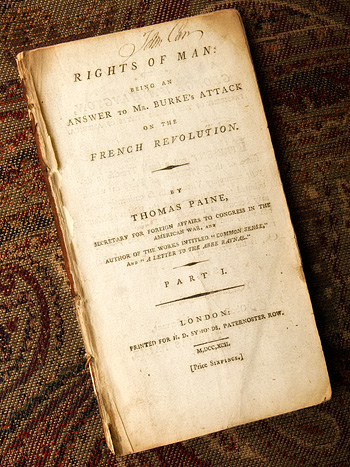 RIGHTS OF MAN:
BEING AN
ANSWER TO MR. BURKE'S ATTACK
ON THE
FRENCH REVOLUTION.
BY
THOMAS PAINE,
SECRETARY FOR FOREIGN AFFAIRS TO CONGRESS IN THE
AMERICAN WAR, AND
AUTHOR OF THE WORKS INTITLED "COMMON SENSE,"
AND "A LETTER TO THE ABBE RAYNAL."
PART I.
LONDON:
PRINTED FOR H. D. SYMONDS, PATERNOSTER ROW.
M,DCC,XCII.
[Price Sixpence.]